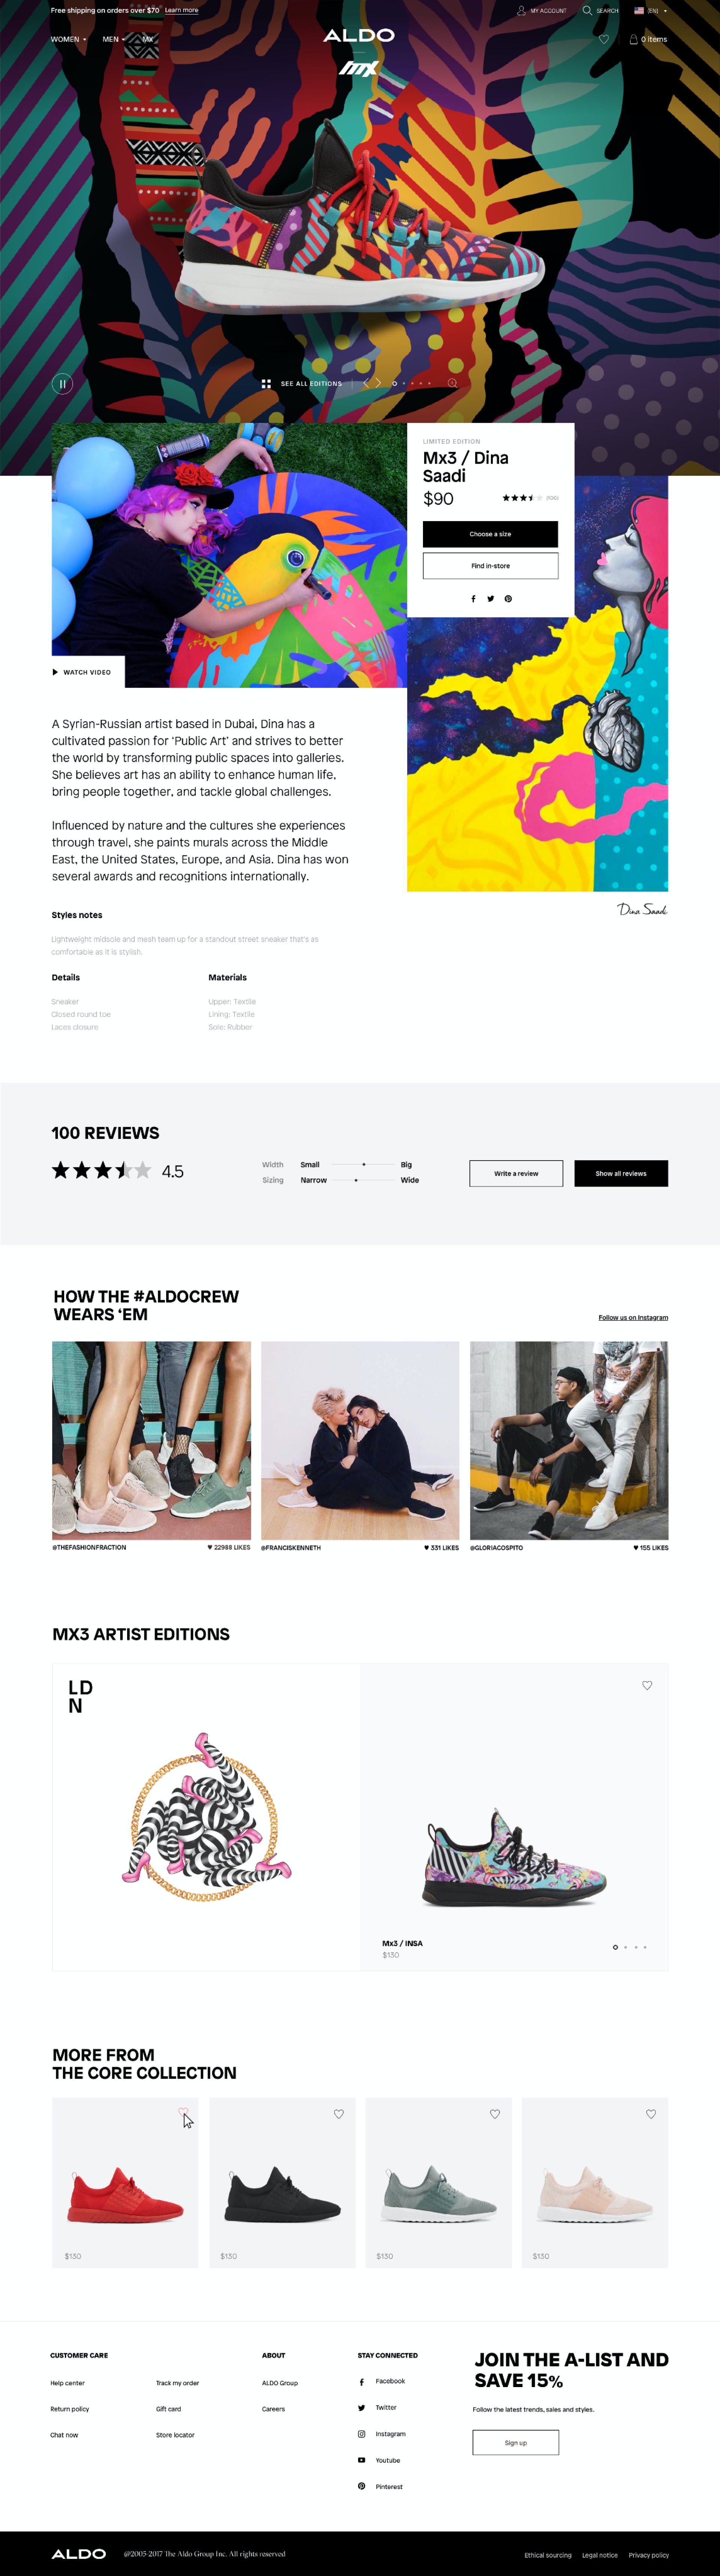 Free shipping on orders over $70 Learn more
MY ACCOUNT
SEARCH
(EN)
WOMEN
MEN
MX
ALDO
MX
0 items
SEE ALL EDITIONS
LIMITED EDITION
Mx3 / Dina
Saadi
$90
(100)
Choose a size
Find in-store
WATCH VIDEO
A Syrian-Russian artist based in Dubai, Dina has a
cultivated passion for ‘Public Art’ and strives to better
the world by transforming public spaces into galleries.
She believes art has an ability to enhance human life,
bring people together, and tackle global challenges.
Influenced by nature and the cultures she experiences
through travel, she paints murals across the Middle
East, the United States, Europe, and Asia. Dina has won
several awards and recognitions internationally.
Dina Saadi
Styles notes
Lightweight midsole and mesh team up for a standout street sneaker that's as
comfortable as it is stylish.
Details
Materials
Sneaker
Upper: Textile
Closed round toe
Lining: Textile
Laces closure
Sole: Rubber
100 REVIEWS
4.5
Width Small Big
Sizing Narrow Wide
Write a review
Show all reviews
HOW THE #ALDOCREW
WEARS ‘EM
Follow us on Instagram
@THEFASHIONFRACTION
22988 LIKES
@FRANCISKENNETH
331 LIKES
@GLORIACOSPITO
155 LIKES
MX3 ARTIST EDITIONS
LD
N
Mx3 / INSA
$130
MORE FROM
THE CORE COLLECTION
$130
$130
$130
$130
CUSTOMER CARE
Help center
Track my order
Return policy
Gift card
Chat now
Store locator
ABOUT
ALDO Group
Careers
STAY CONNECTED
Facebook
Twitter
Instagram
Youtube
Pinterest
JOIN THE A-LIST AND
SAVE 15%
Follow the latest trends, sales and styles.
Sign up
ALDO
@2005-2017 The Aldo Group Inc. All rights reserved
Ethical sourcing
Legal notice
Privacy policy